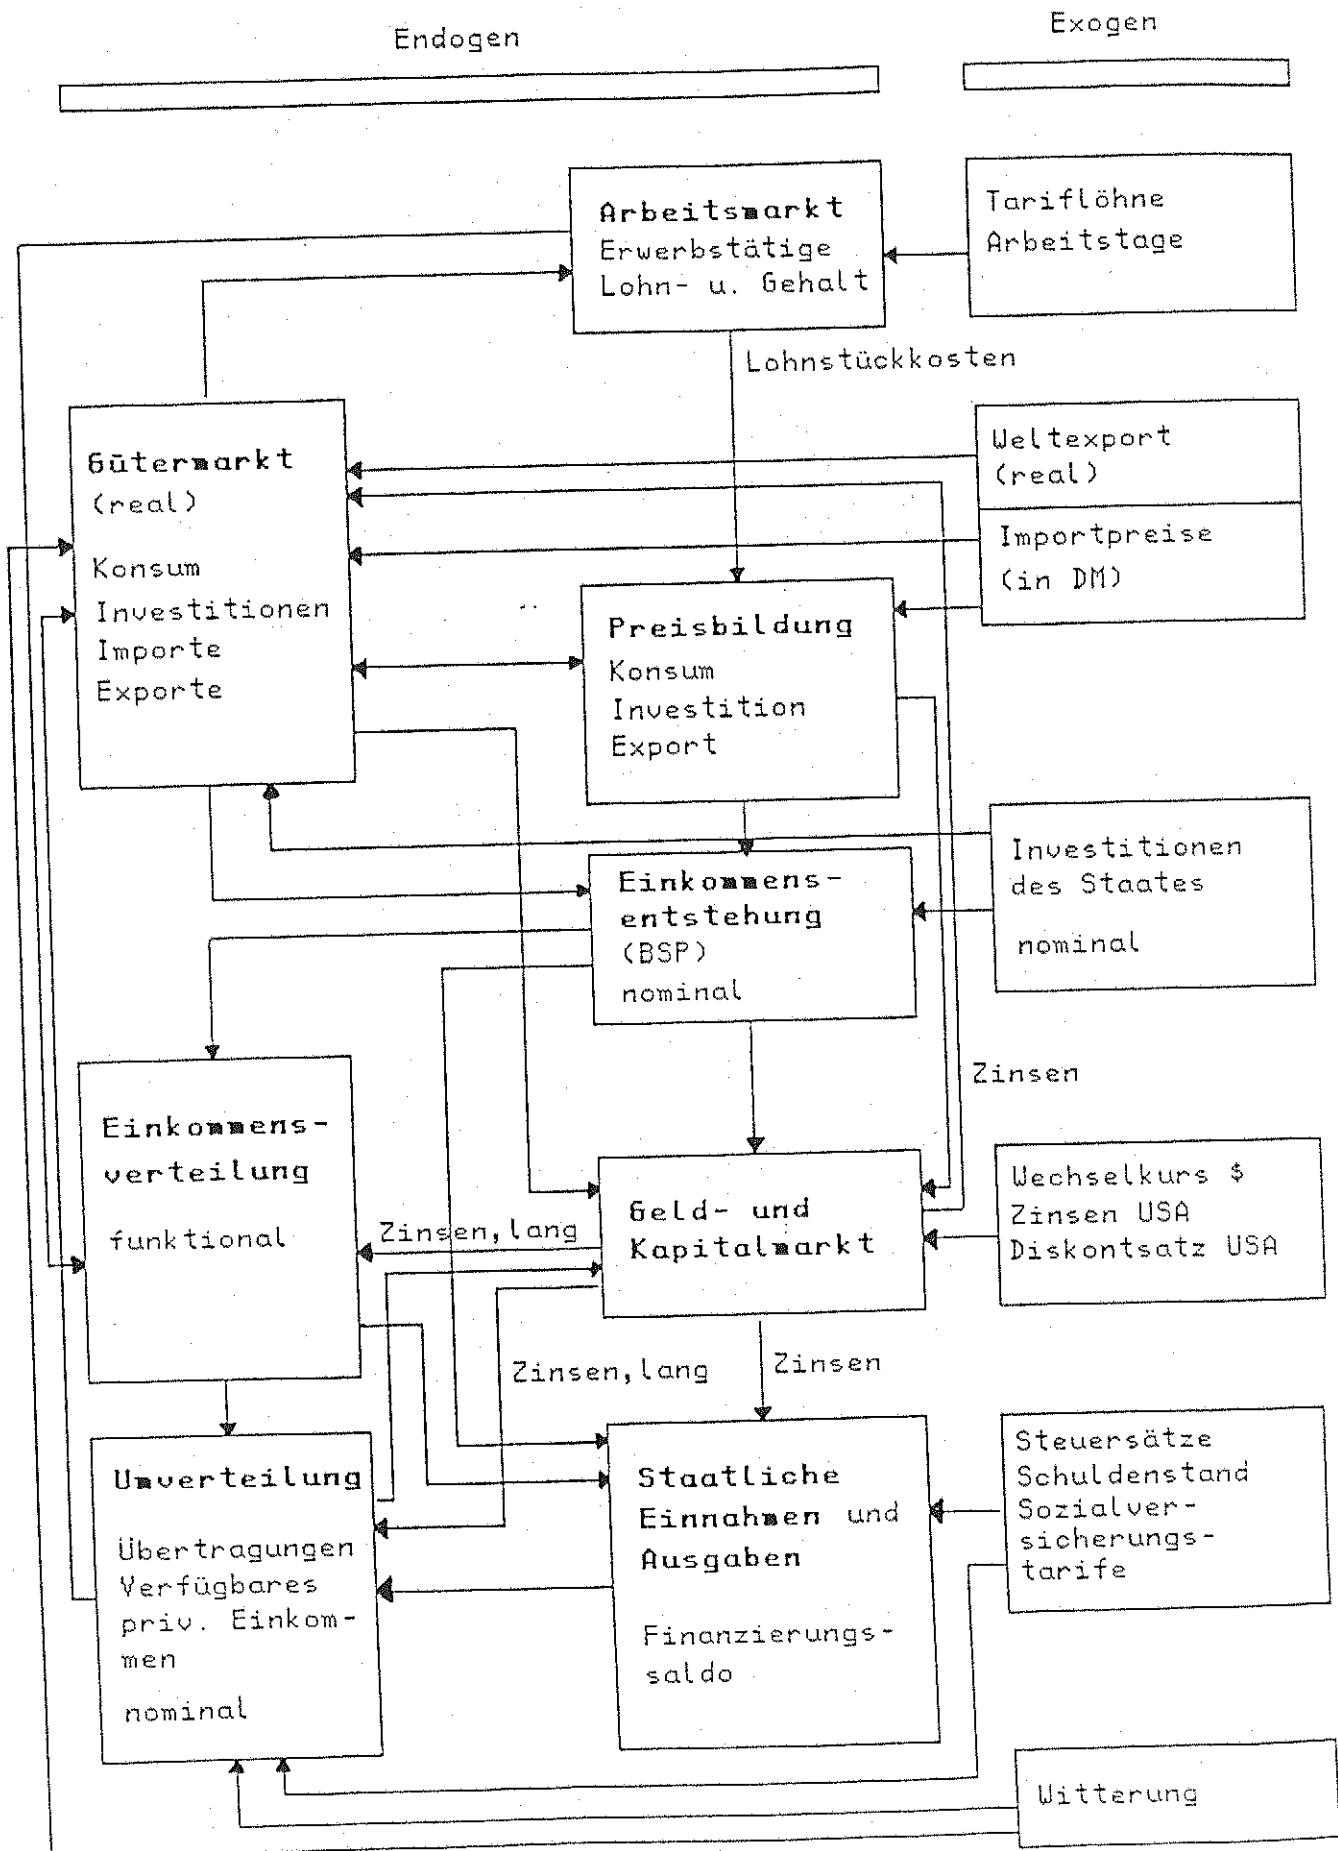 Endogen
Exogen
Arbeitsmarkt
Erwerbstätige
Lohn- u. Gehalt
Tariflöhne
Arbeitstage
Lohnstückkosten
Gütermarkt
(real)
Konsum
Investitionen
Importe
Exporte
Weltexport
(real)
Importpreise
(in DM)
Preisbildung
Konsum
Investition
Export
Einkommens-
entstehung
(BSP)
nominal
Investitionen
des Staates
nominal
Zinsen
Einkommens-
verteilung
funktional
Zinsen, lang
Geld- und
Kapitalmarkt
Wechselkurs $
Zinsen USA
Diskontsatz USA
Zinsen, lang
Zinsen
Umverteilung
Übertragungen
Verfügbares
priv. Einkom-
men
nominal
Staatliche
Einnahmen und
Ausgaben
Finanzierungs-
saldo
Steuersätze
Schuldenstand
Sozialver-
sicherungs-
tarife
Witterung